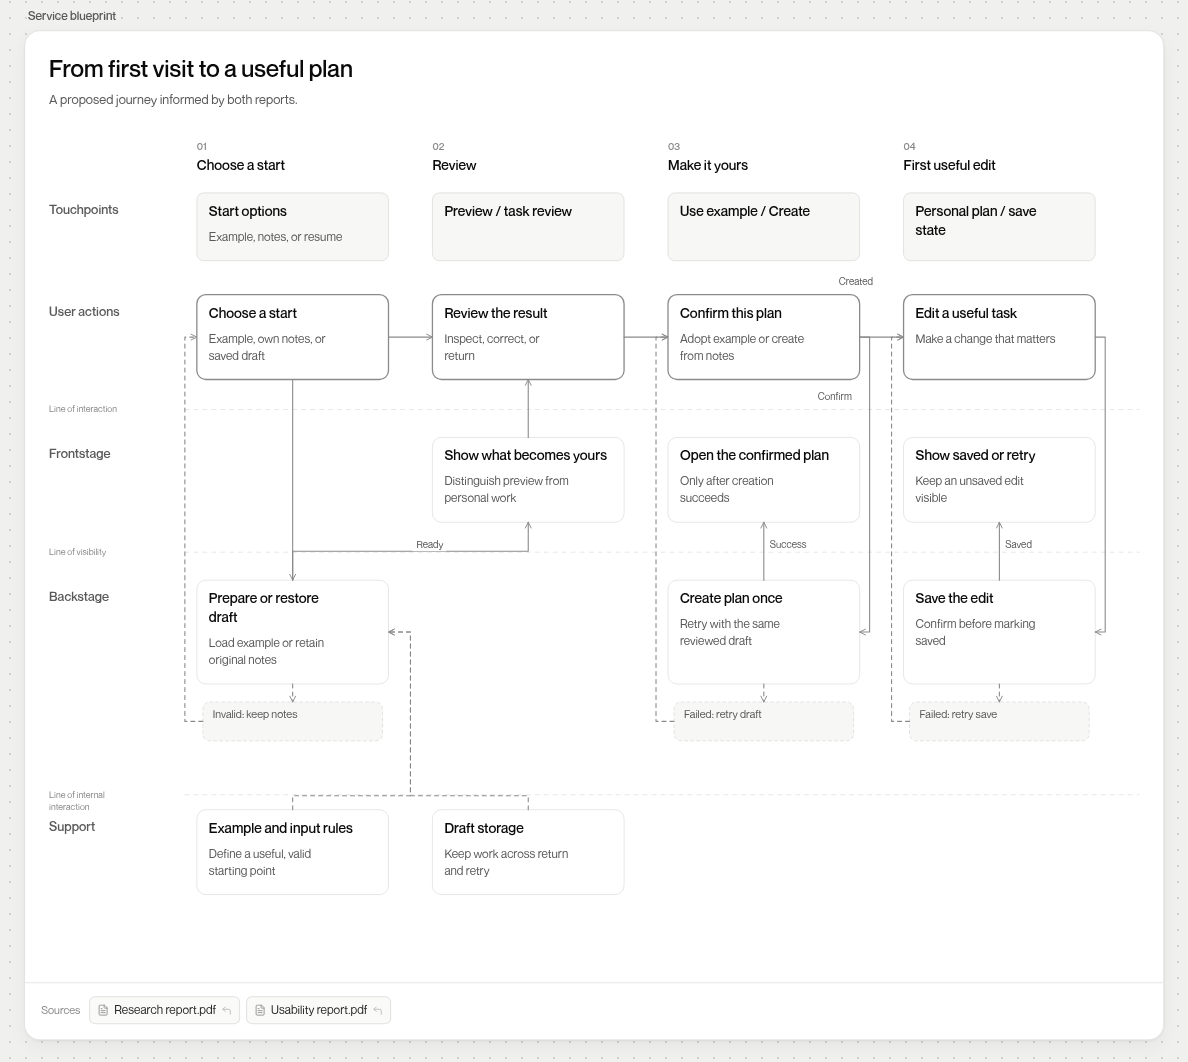 Service blueprint
From first visit to a useful plan
A proposed journey informed by both reports.
01
Choose a start
02
Review
03
Make it yours
04
First useful edit
Touchpoints
Start options
Example, notes, or resume
Preview / task review
Use example / Create
Personal plan / save
state
Created
User actions
Choose a start
Example, own notes, or
saved draft
Review the result
Inspect, correct, or
return
Confirm this plan
Adopt example or create
from notes
Edit a useful task
Make a change that matters
Confirm
Line of interaction
Frontstage
Show what becomes yours
Distinguish preview from
personal work
Open the confirmed plan
Only after creation
succeeds
Show saved or retry
Keep an unsaved edit
visible
Ready
Success
Saved
Line of visibility
Backstage
Prepare or restore
draft
Load example or retain
original notes
Create plan once
Retry with the same
reviewed draft
Save the edit
Confirm before marking
saved
Invalid: keep notes
Failed: retry draft
Failed: retry save
Line of internal
interaction
Support
Example and input rules
Define a useful, valid
starting point
Draft storage
Keep work across return
and retry
Sources
Research report.pdf
Usability report.pdf